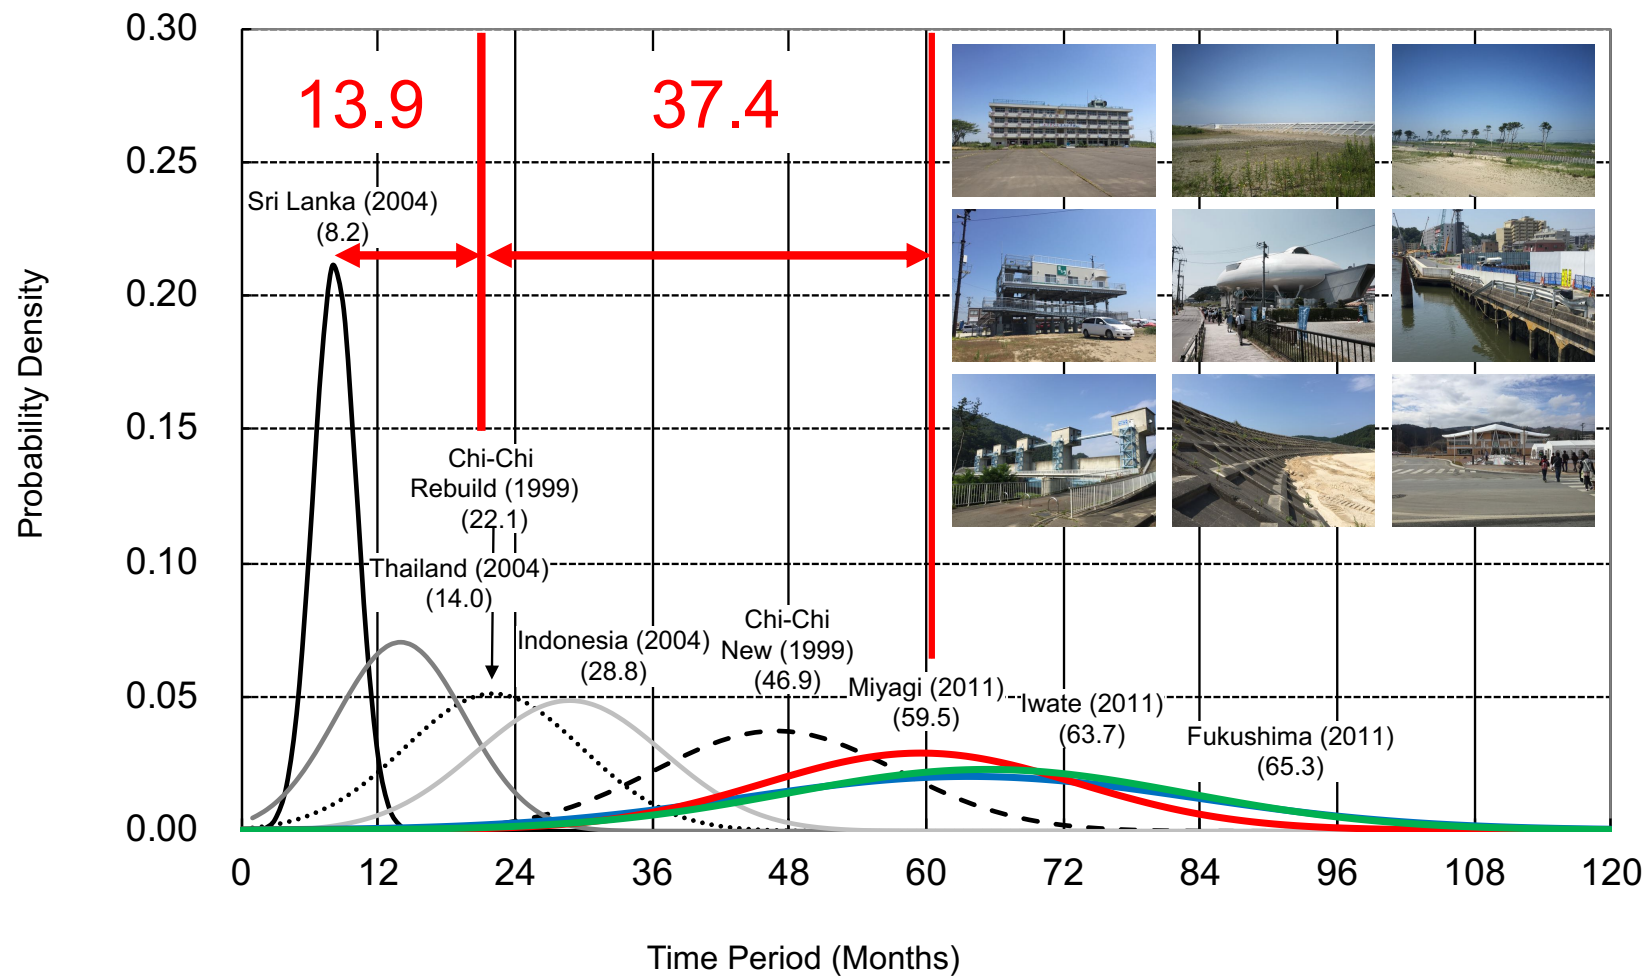 0.30
0.25
0.20
0.15
0.10
0.05
0.00
Probability Density
13.9
37.4
Sri Lanka (2004)
(8.2)
Chi-Chi
Rebuild (1999)
(22.1)
Thailand (2004)
(14.0)
Indonesia (2004)
(28.8)
Chi-Chi
New (1999)
(46.9)
Miyagi (2011)
(59.5)
Iwate (2011)
(63.7)
Fukushima (2011)
(65.3)
0 12 24 36 48 60 72 84 96 108 120
Time Period (Months)